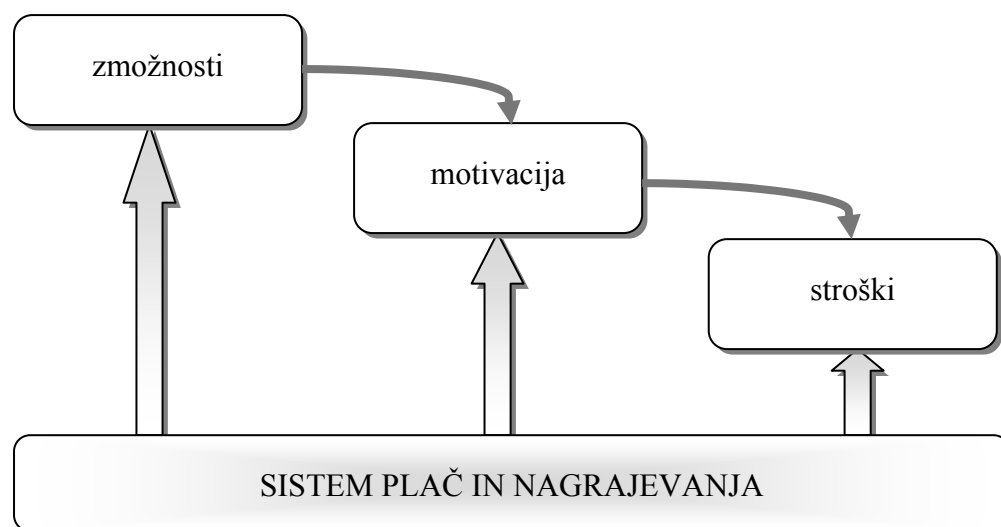 zmožnosti
motivacija
stroški
SISTEM PLAČ IN NAGRAJEVANJA